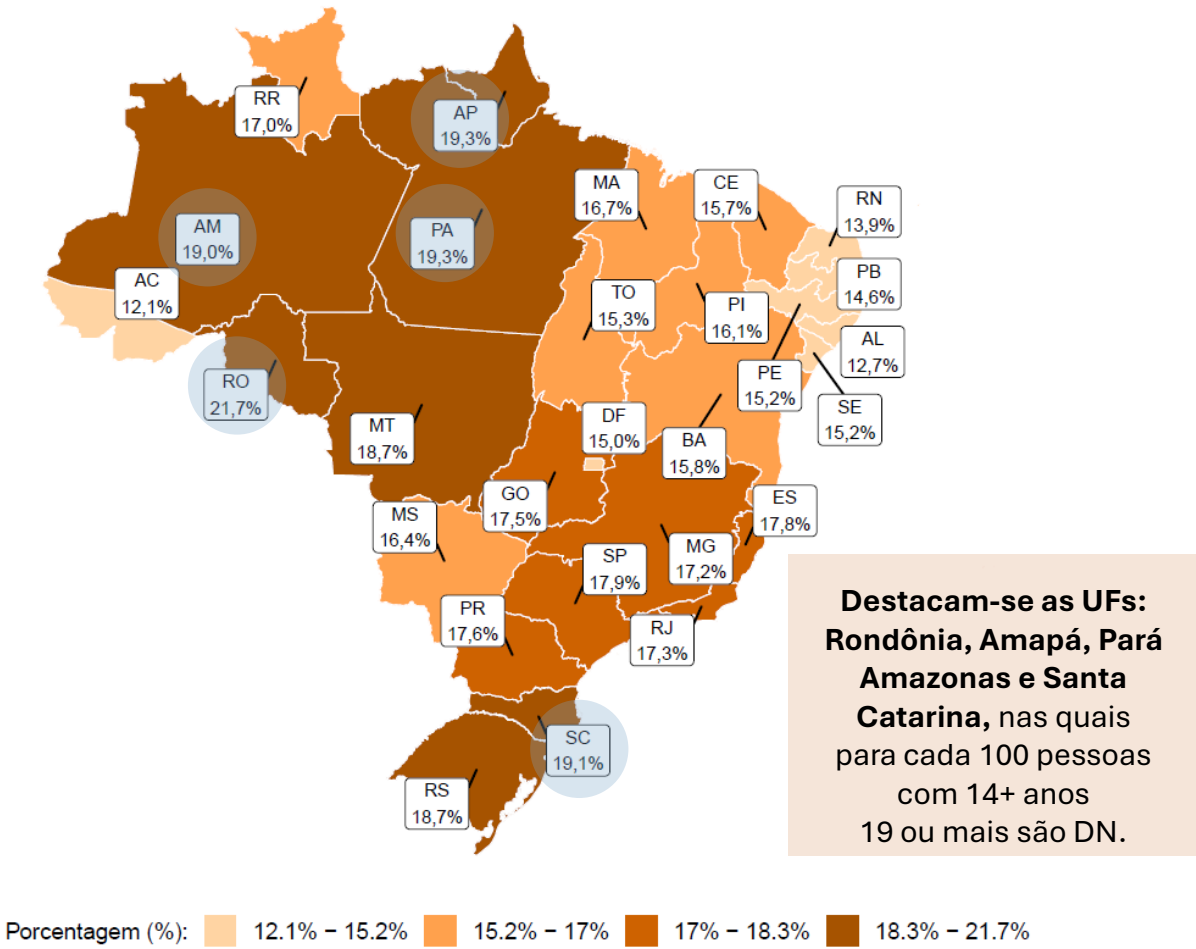 RR
17,0%
AP
19,3%
MA
16,7%
CE
15,7%
RN
13,9%
AM
19,0%
PA
19,3%
AC
12,1%
TO
15,3%
PI
16,1%
PB
14,6%
AL
12,7%
RO
21,7%
PE
15,2%
SE
15,2%
MT
18,7%
DF
15,0%
BA
15,8%
GO
17,5%
ES
17,8%
MS
16,4%
SP
17,9%
MG
17,2%
PR
17,6%
RJ
17,3%
SC
19,1%
RS
18,7%
Destacam-se as UFs:
Rondônia, Amapá, Pará
Amazonas e Santa
Catarina, nas quais
para cada 100 pessoas
com 14+ anos
19 ou mais são DN.
Porcentagem (%): 12.1% − 15.2% 15.2% − 17% 17% − 18.3% 18.3% − 21.7%